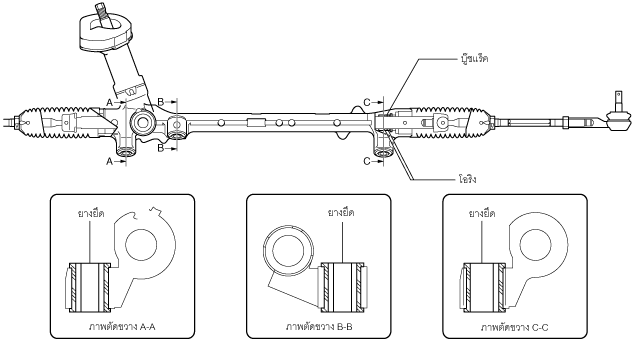 บู๊ชแร็ค
A
B
C
A
B
C
โอริง
ยางยึด
ยางยึด
ยางยึด
ภาพตัดขวาง A-A
ภาพตัดขวาง B-B
ภาพตัดขวาง C-C